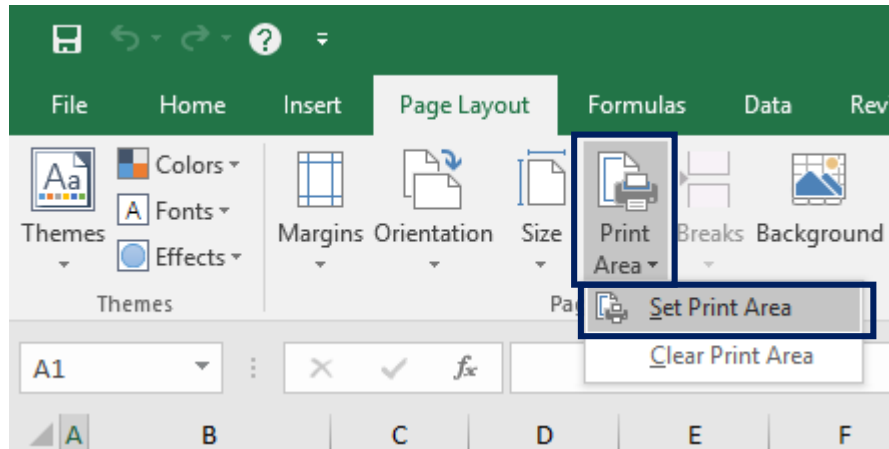 ?
File Home Insert Page Layout Formulas Data Rev
Aa Colors
A Fonts
Themes Effects
Margins Orientation Size Print Area Breaks Background
Themes Pa
Set Print Area
Clear Print Area
A1 fx
A B C D E F